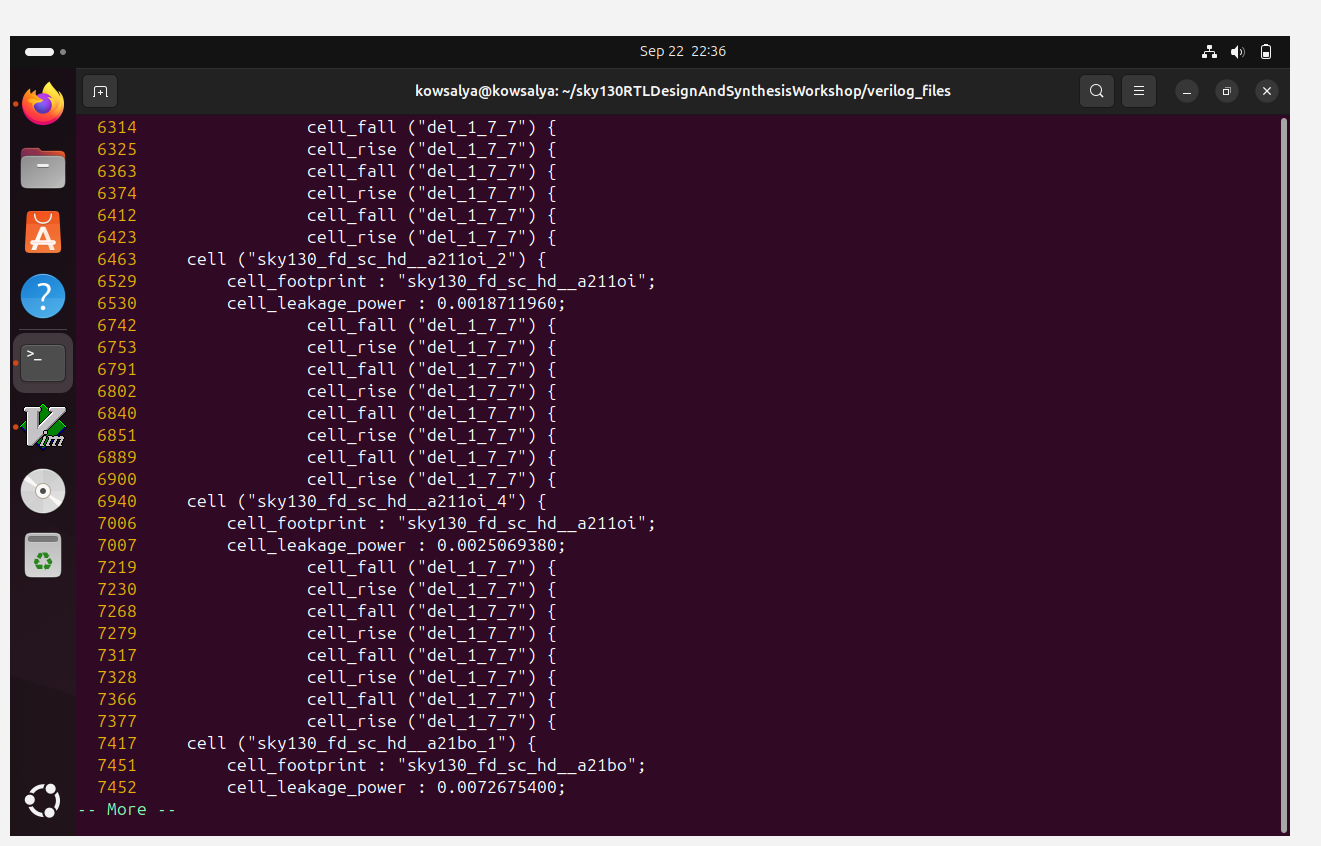 Sep 22 22:36
kowsalya@kowsalya: ~/sky130RTLDesignAndSynthesisWorkshop/verilog_files
6314 cell_fall ("del_1_7_7") {
6325 cell_rise ("del_1_7_7") {
6363 cell_fall ("del_1_7_7") {
6374 cell_rise ("del_1_7_7") {
6412 cell_fall ("del_1_7_7") {
6423 cell_rise ("del_1_7_7") {
6463 cell ("sky130_fd_sc_hd__a211oi_2") {
6529 cell_footprint : "sky130_fd_sc_hd__a211oi";
6530 cell_leakage_power : 0.0018711960;
6742 cell_fall ("del_1_7_7") {
6753 cell_rise ("del_1_7_7") {
6791 cell_fall ("del_1_7_7") {
6802 cell_rise ("del_1_7_7") {
6840 cell_fall ("del_1_7_7") {
6851 cell_rise ("del_1_7_7") {
6889 cell_fall ("del_1_7_7") {
6900 cell_rise ("del_1_7_7") {
6940 cell ("sky130_fd_sc_hd__a211oi_4") {
7006 cell_footprint : "sky130_fd_sc_hd__a211oi";
7007 cell_leakage_power : 0.0025069380;
7219 cell_fall ("del_1_7_7") {
7230 cell_rise ("del_1_7_7") {
7268 cell_fall ("del_1_7_7") {
7279 cell_rise ("del_1_7_7") {
7317 cell_fall ("del_1_7_7") {
7328 cell_rise ("del_1_7_7") {
7366 cell_fall ("del_1_7_7") {
7377 cell_rise ("del_1_7_7") {
7417 cell ("sky130_fd_sc_hd__a21bo_1") {
7451 cell_footprint : "sky130_fd_sc_hd__a21bo";
7452 cell_leakage_power : 0.0072675400;
-- More --
Vim